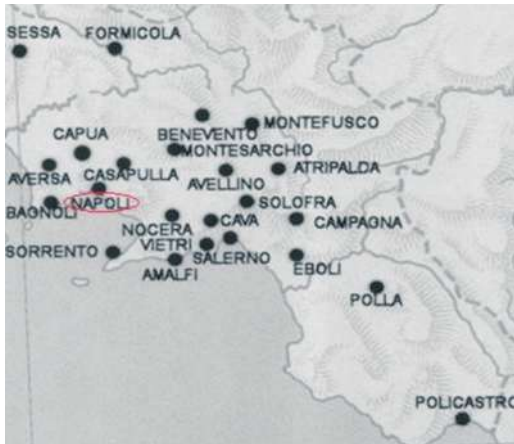 SESSA
FORMICOLA
MONTEFUSCO
BENEVENTO
CAPUA
MONTESARCHIO
AVERSA
CASAPULLA
AVELLINO
ATRIPALDA
BAGNOLI
NAPOLI
SOLOFRA
NOCERA
CAVA
CAMPAGNA
SORRENTO
VIETRI
SALERNO
AMALFI
EBOLI
POLLA
POLICASTRO